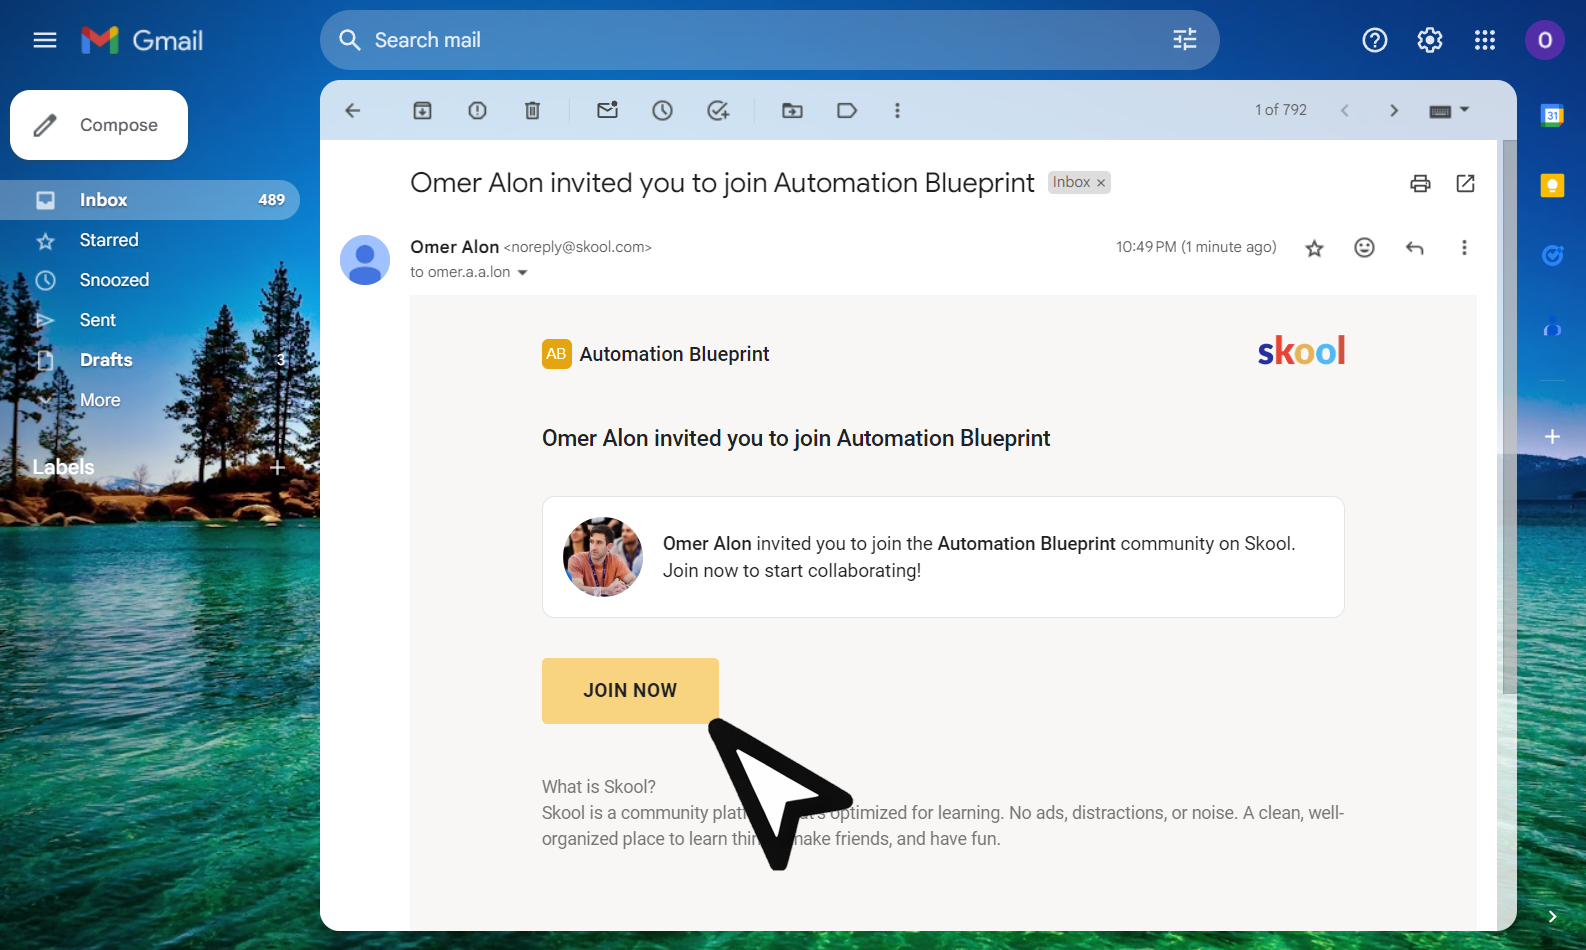 Gmail
Search mail
O
Compose
1 of 792
31
Inbox 489
Starred
Snoozed
Sent
Drafts 3
More
Labels
Omer Alon invited you to join Automation Blueprint Inbox ×
Omer Alon <noreply@skool.com> 10:49 PM (1 minute ago)
to omer.a.a.lon
AB Automation Blueprint
skool
Omer Alon invited you to join Automation Blueprint
Omer Alon invited you to join the Automation Blueprint community on Skool.
Join now to start collaborating!
JOIN NOW
What is Skool?
Skool is a community optimized for learning. No ads, distractions, or noise. A clean, well-
organized place to learn make friends, and have fun.